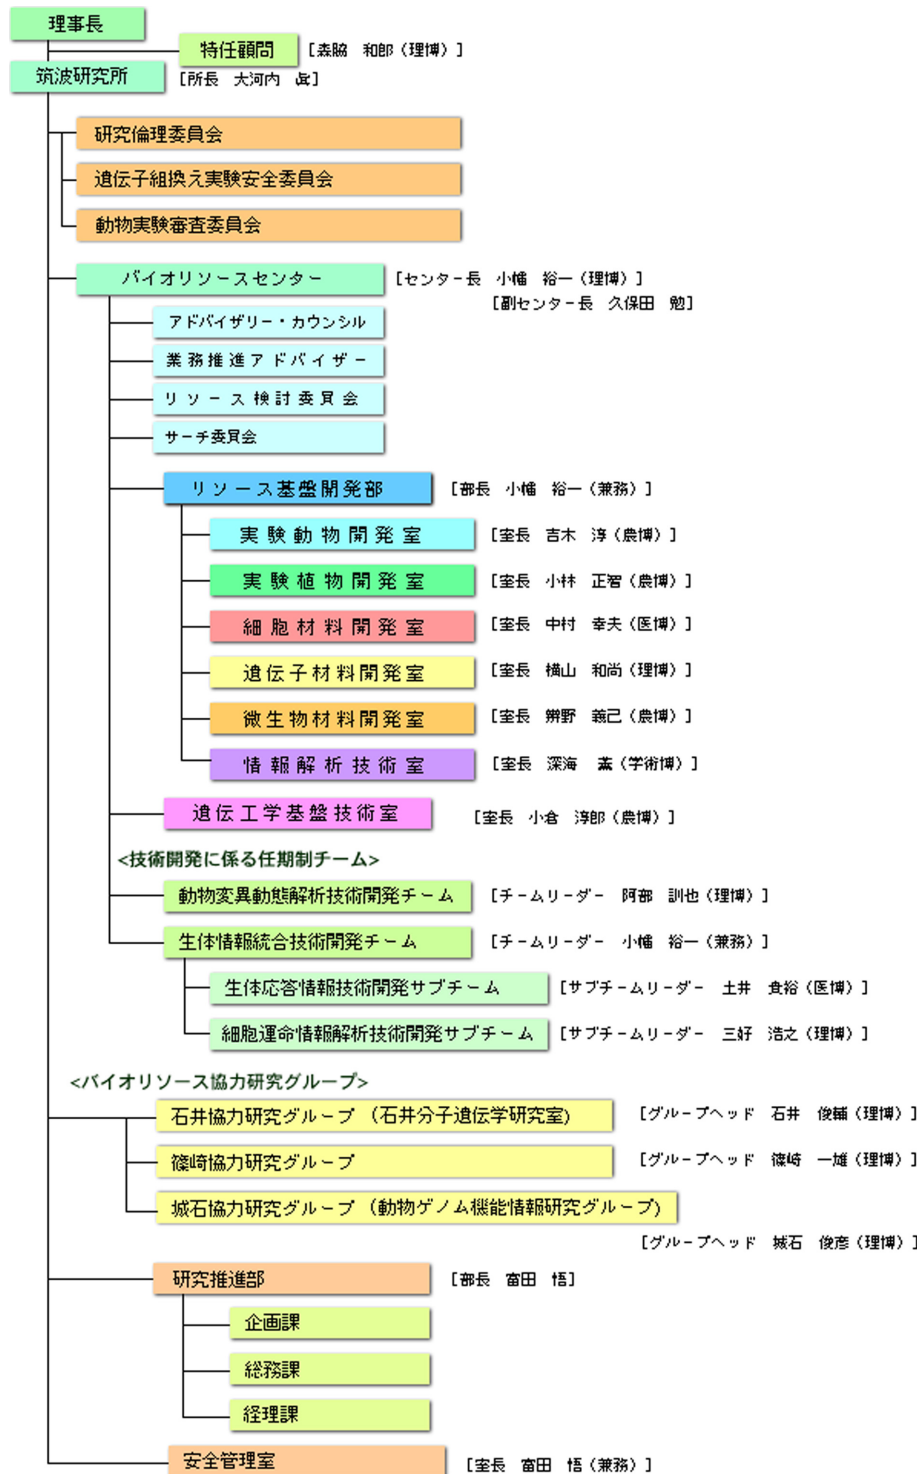 理事長
特任顧問 [森脇 和郎(理博)]
筑波研究所 [所長 大河内 眞]
研究倫理委員会
遺伝子組換え実験安全委員会
動物実験審査委員会
バイオリソースセンター [センター長 小幡 裕一(理博)]
[副センター長 久保田 勉]
アドバイザリー・カウンシル
業務推進アドバイザー
リソース検討委員会
サーチ委員会
リソース基盤開発部 [部長 小幡 裕一(兼務)]
実験動物開発室 [室長 吉木 淳(農博)]
実験植物開発室 [室長 小林 正智(農博)]
細胞材料開発室 [室長 中村 幸夫(医博)]
遺伝子材料開発室 [室長 横山 和尚(理博)]
微生物材料開発室 [室長 辨野 義己(農博)]
情報解析技術室 [室長 深海 薫(学術博)]
遺伝工学基盤技術室 [室長 小倉 淳郎(農博)]
<技術開発に係る任期制チーム>
動物変異動態解析技術開発チーム [チームリーダー 阿部 訓也(理博)]
生体情報統合技術開発チーム [チームリーダー 小幡 裕一(兼務)]
生体応答情報技術開発サブチーム [サブチームリーダー 土井 貴裕(医博)]
細胞運命情報解析技術開発サブチーム [サブチームリーダー 三好 浩之(理博)]
<バイオリソース協力研究グループ>
石井協力研究グループ (石井分子遺伝学研究室) [グループヘッド 石井 俊輔(理博)]
篠崎協力研究グループ [グループヘッド 篠崎 一雄(理博)]
城石協力研究グループ (動物ゲノム機能情報研究グループ)
[グループヘッド 城石 俊彦(理博)]
研究推進部 [部長 富田 悟]
企画課
総務課
経理課
安全管理室 [室長 富田 悟(兼務)]